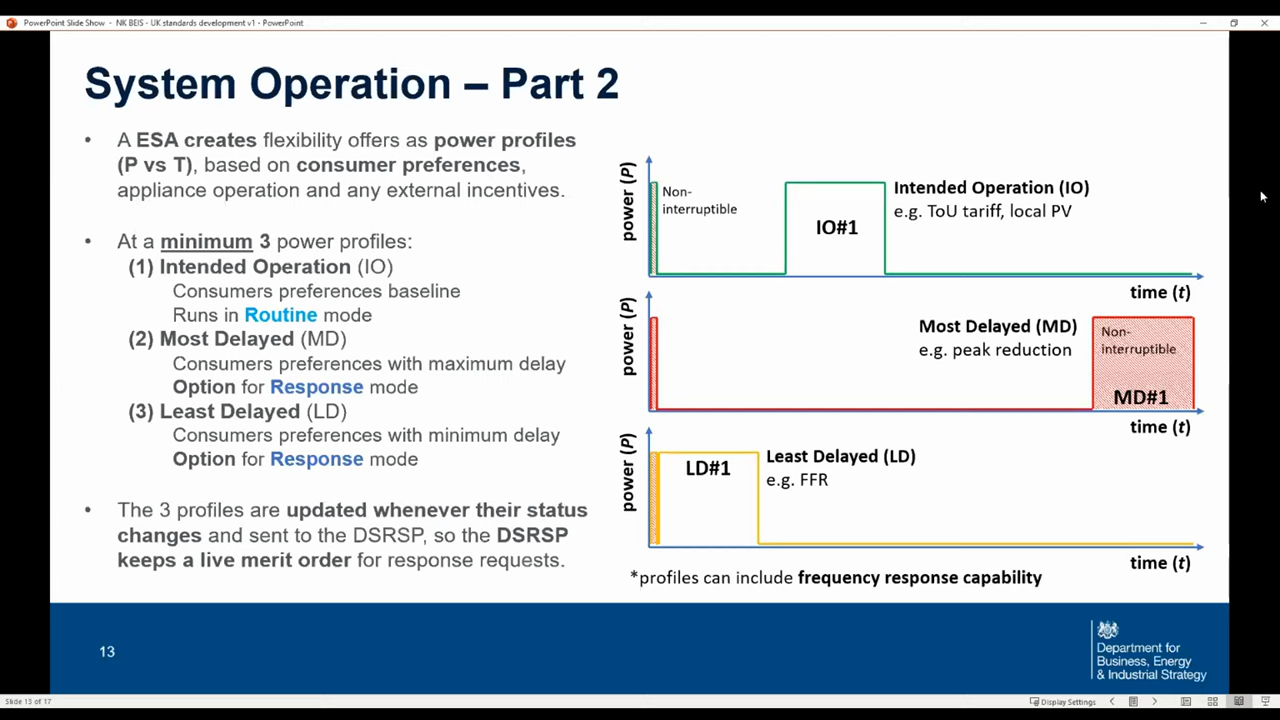 PowerPoint Slide Show - NK BEIS - UK standards development v1 - PowerPoint
System Operation – Part 2
• A ESA creates flexibility offers as power profiles
(P vs T), based on consumer preferences,
appliance operation and any external incentives.
• At a minimum 3 power profiles:
(1) Intended Operation (IO)
Consumers preferences baseline
Runs in Routine mode
(2) Most Delayed (MD)
Consumers preferences with maximum delay
Option for Response mode
(3) Least Delayed (LD)
Consumers preferences with minimum delay
Option for Response mode
• The 3 profiles are updated whenever their status
changes and sent to the DSRSP, so the DSRSP
keeps a live merit order for response requests.
power (P)
Non-
interruptible
IO#1
Intended Operation (IO)
e.g. ToU tariff, local PV
time (t)
power (P)
Most Delayed (MD)
e.g. peak reduction
Non-
interruptible
MD#1
time (t)
power (P)
LD#1
Least Delayed (LD)
e.g. FFR
time (t)
*profiles can include frequency response capability
13
Department for
Business, Energy
& Industrial Strategy
Slide 13 of 17
Display Settings